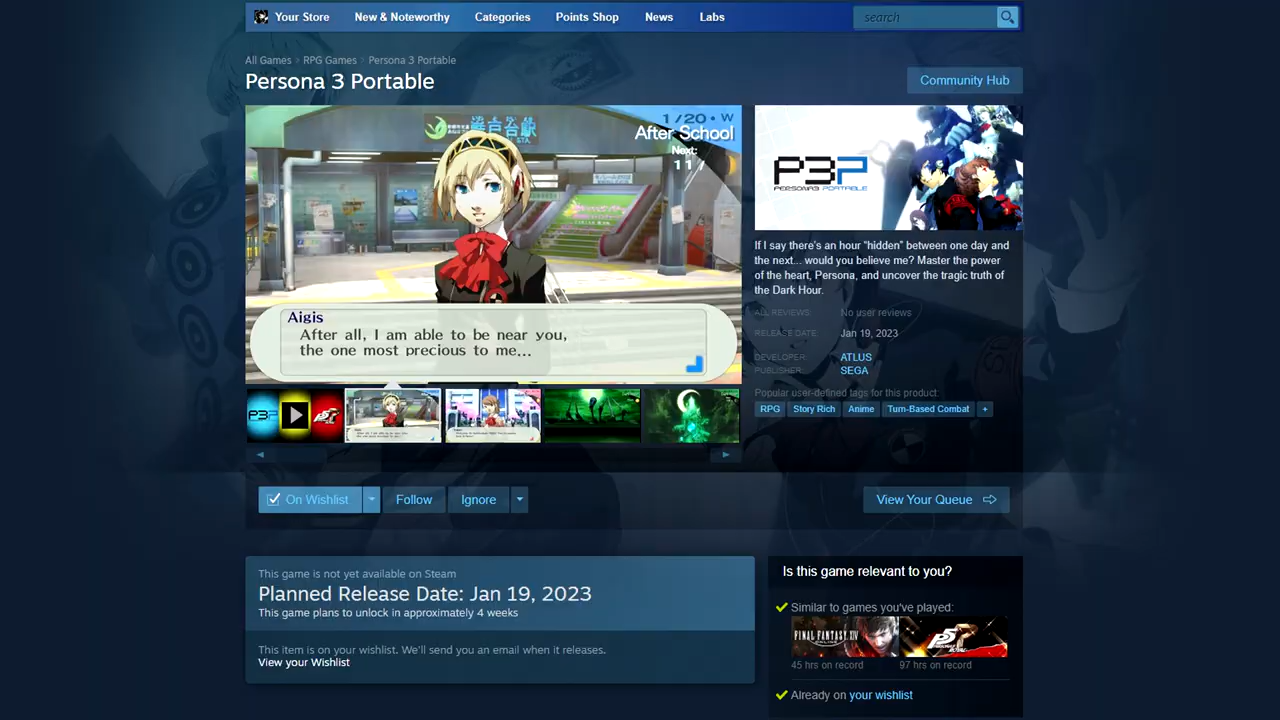 Your Store
New & Noteworthy
Categories
Points Shop
News
Labs
search
All Games > RPG Games > Persona 3 Portable
Persona 3 Portable
Community Hub
1/20 • W
After School
Next:
11/
Aigis
After all, I am able to be near you,
the one most precious to me...
P3P
PERSONA3 PORTABLE
If I say there's an hour “hidden” between one day and
the next... would you believe me? Master the power
of the heart, Persona, and uncover the tragic truth of
the Dark Hour.
ALL REVIEWS: No user reviews
RELEASE DATE: Jan 19, 2023
DEVELOPER: ATLUS
PUBLISHER: SEGA
Popular user-defined tags for this product:
RPG
Story Rich
Anime
Turn-Based Combat
+
P3P
On Wishlist
Follow
Ignore
View Your Queue
This game is not yet available on Steam
Planned Release Date: Jan 19, 2023
This game plans to unlock in approximately 4 weeks
This item is on your wishlist. We'll send you an email when it releases.
View your Wishlist
Is this game relevant to you?
Similar to games you've played:
FINAL FANTASY XIV
ONLINE
P5
ROYAL
45 hrs on record
97 hrs on record
Already on your wishlist